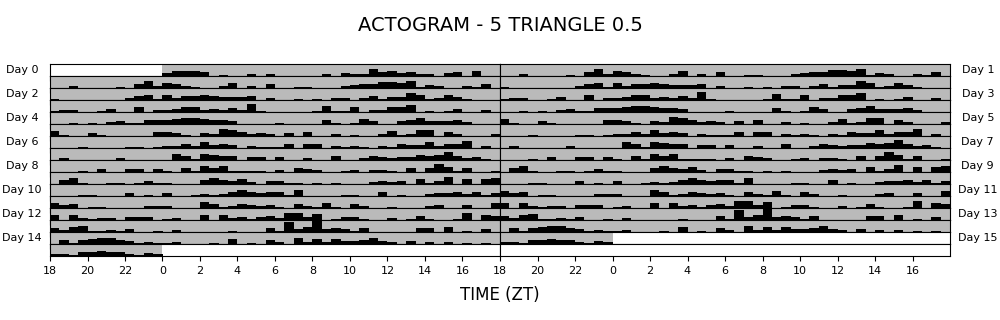 ACTOGRAM - 5 TRIANGLE 0.5
Day 0
Day 1
Day 2
Day 3
Day 4
Day 5
Day 6
Day 7
Day 8
Day 9
Day 10
Day 11
Day 12
Day 13
Day 14
Day 15
18 20 22 0 2 4 6 8 10 12 14 16 18 20 22 0 2 4 6 8 10 12 14 16
TIME (ZT)